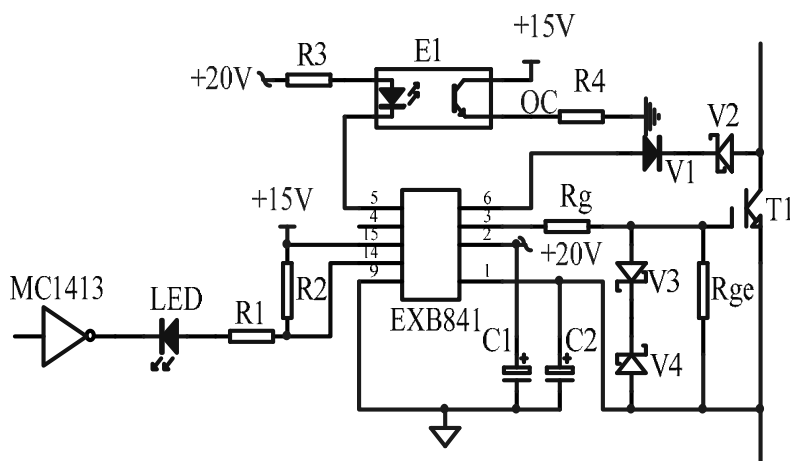 +15V
E1
R3
+20V
OC
R4
V2
V1
T1
+15V
5
4
15
14
9
6
3
2
1
Rg
+20V
MC1413
LED
R1
R2
EXB841
V3
Rge
C1
+
C2
+
V4